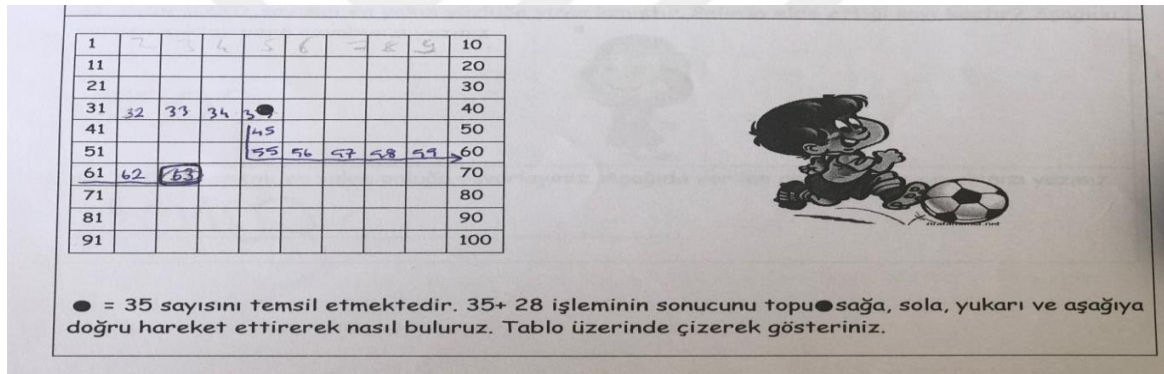 1 2 3 4 5 6 7 8 9 10
11 20
21 30
31 32 33 34 40
41 45 50
51 55 56 57 58 59 60
61 62 63 70
71 80
81 90
91 100
= 35 sayısını temsil etmektedir. 35+ 28 işleminin sonucunu topu sağa, sola, yukarı ve aşağıya
doğru hareket ettirerek nasıl buluruz. Tablo üzerinde çizerek gösteriniz.